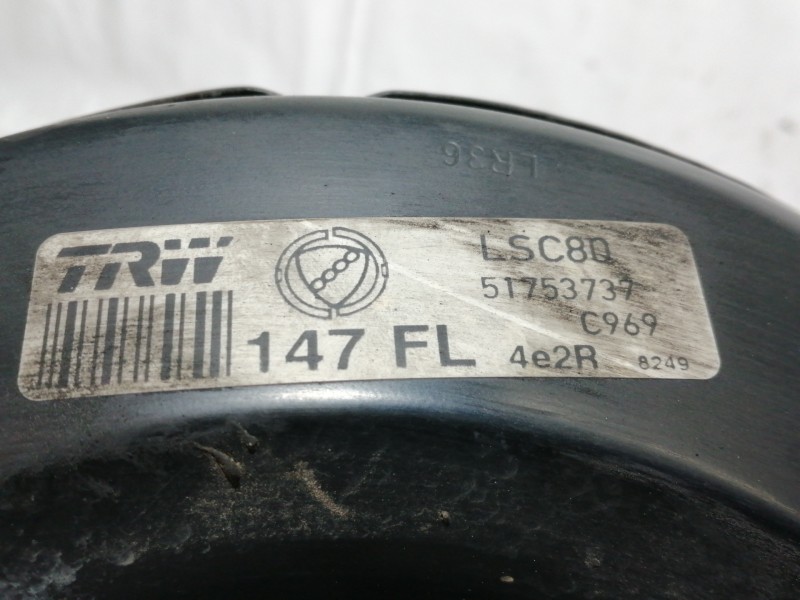 LR36
TRW
LSC8D
51753737
C969
147 FL
4e2R
8249